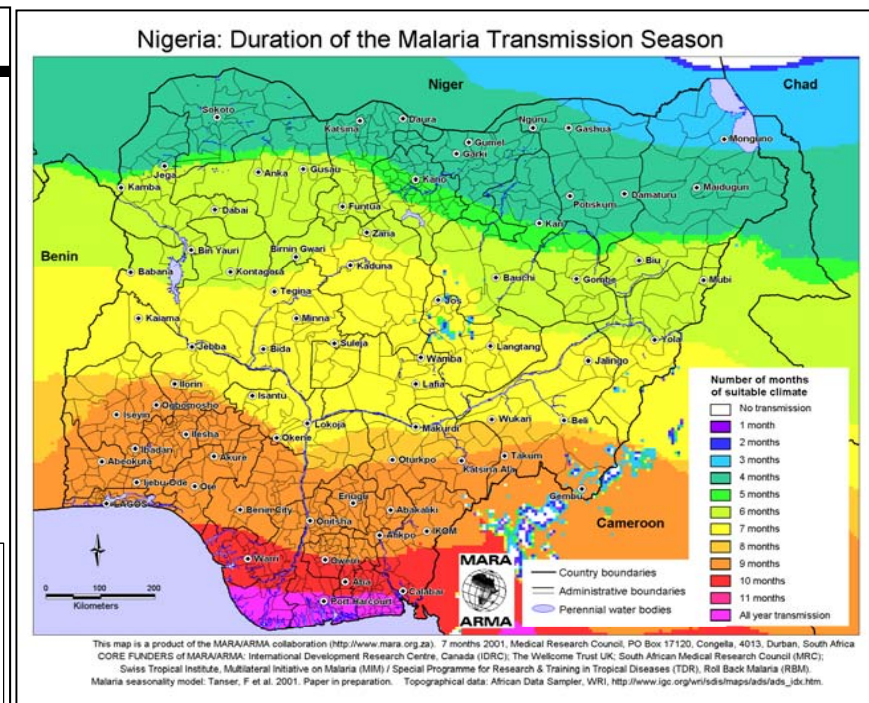 Nigeria: Duration of the Malaria Transmission Season
Niger
Chad
Sokoto
Katsina
Daura
Nguru
Gashua
Gumel
Garki
Monguno
Jega
Anka
Gusau
Kano
Kamba
Potiskum
Damaturu
Maiduguri
Dabai
Funtua
Kari
Zaria
Benin
Bin Yauri
Birnin Gwari
Biu
Babana
Kontagora
Kaduna
Bauchi
Gombe
Mubi
Tegina
Jos
Kaiama
Minna
Jebba
Bida
Suleja
Langtang
Yola
Wamba
Jalingo
Ilorin
Isantu
Lafia
Ogbomosho
Iseyin
Wukari
Beli
Lokoja
Makurdi
Ilesha
Okene
Ibadan
Abeokuta
Akure
Oturkpo
Katsina Ala
Takum
Ijebu-Ode
Ore
Gembu
LAGOS
Benin City
Enugu
Abakaliki
Onitsha
Cameroon
Afikpo
IKOM
Warri
Owerri
Aba
Calabar
Port Harcourt
0 100 200
Kilometers
MARA
ARMA
Country boundaries
Administrative boundaries
Perennial water bodies
Number of months
of suitable climate
No transmission
1 month
2 months
3 months
4 months
5 months
6 months
7 months
8 months
9 months
10 months
11 months
All year transmission
This map is a product of the MARA/ARMA collaboration (http://www.mara.org.za). 7 months 2001, Medical Research Council, PO Box 17120, Congella, 4013, Durban, South Africa
CORE FUNDERS of MARA/ARMA: International Development Research Centre, Canada (IDRC); The Wellcome Trust UK; South African Medical Research Council (MRC);
Swiss Tropical Institute, Multilateral Initiative on Malaria (MIM) / Special Programme for Research & Training in Tropical Diseases (TDR), Roll Back Malaria (RBM).
Malaria seasonality model: Tanser, F et al. 2001. Paper in preparation. Topographical data: African Data Sampler, WRI, http://www.igc.org/wri/sdis/maps/ads/ads_idx.htm.